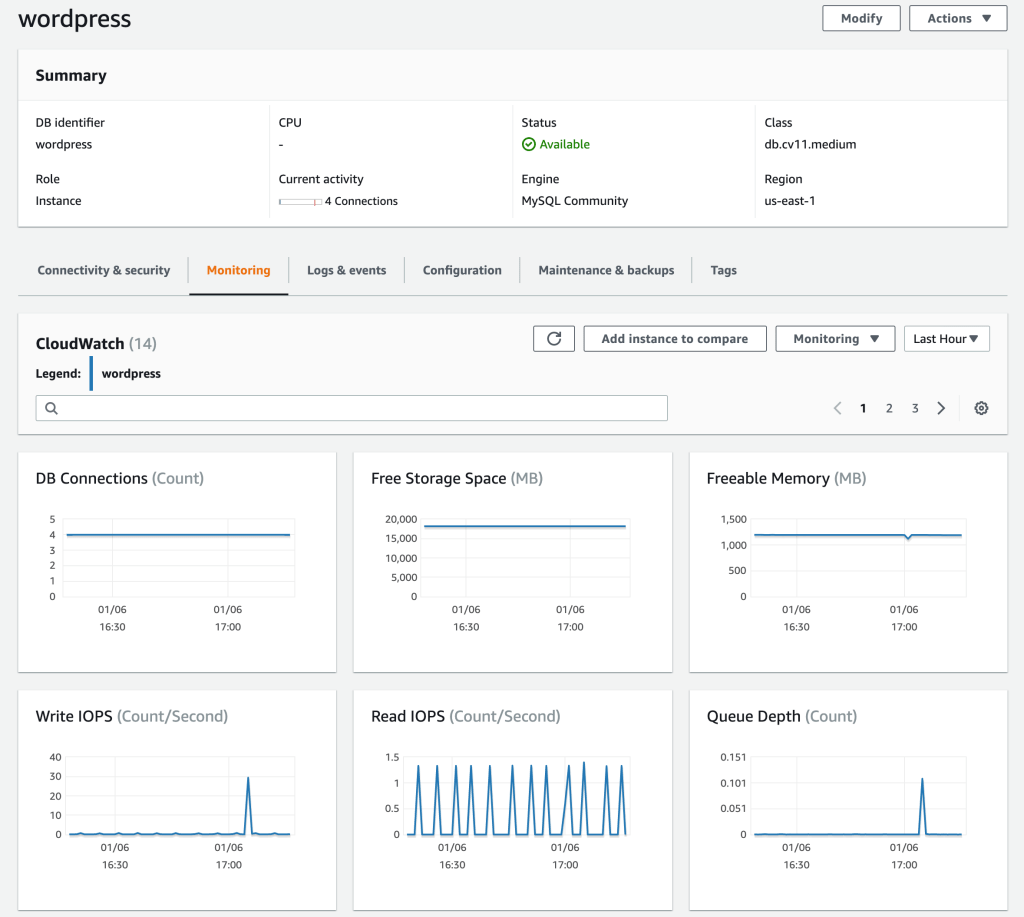 wordpress
Modify
Actions
Summary
DB identifier
CPU
Status
Class
wordpress
-
Available
db.cv11.medium
Role
Current activity
Engine
Region
Instance
4 Connections
MySQL Community
us-east-1
Connectivity & security
Monitoring
Logs & events
Configuration
Maintenance & backups
Tags
CloudWatch (14)
Add instance to compare
Monitoring
Last Hour
Legend:
wordpress
1 2 3
DB Connections (Count)
5
4
3
2
1
0
01/06 01/06
16:30 17:00
Free Storage Space (MB)
20,000
15,000
10,000
5,000
0
01/06 01/06
16:30 17:00
Freeable Memory (MB)
1,500
1,000
500
0
01/06 01/06
16:30 17:00
Write IOPS (Count/Second)
40
30
20
10
0
01/06 01/06
16:30 17:00
Read IOPS (Count/Second)
1.5
1
0.5
0
01/06 01/06
16:30 17:00
Queue Depth (Count)
0.151
0.101
0.051
0
01/06 01/06
16:30 17:00